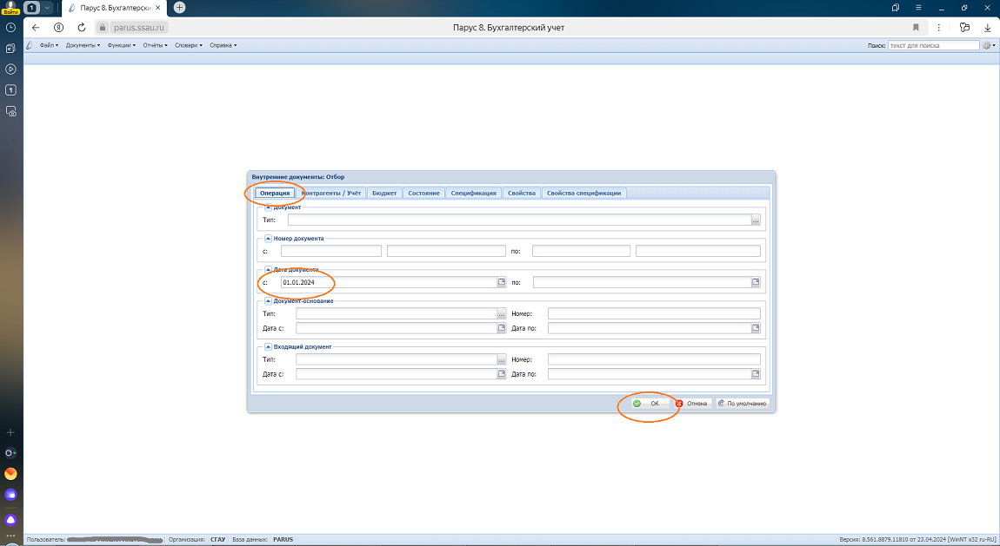 Войти
1
Парус 8. Бухгалтерски
parus.ssau.ru
Парус 8. Бухгалтерский учет
Файл Документы Функции Отчёты Словари Справка
Поиск: текст для поиска
1
Внутренние документы: Отбор
Операция Контрагенты / Учёт Бюджет Состояние Спецификация Свойства Свойства спецификации
Документ
Тип: ...
Номер документа
с: по:
Дата документа
с: 01.01.2024 по:
Документ-основание
Тип: ... Номер:
Дата с: Дата по:
Входящий документ
Тип: ... Номер:
Дата с: Дата по:
ОК Отмена По умолчанию
Пользователь: Организация: СГАУ База данных: PARUS
Версия: 8.561.8879.11810 от 23.04.2024 [WinNT x32 ru-RU]